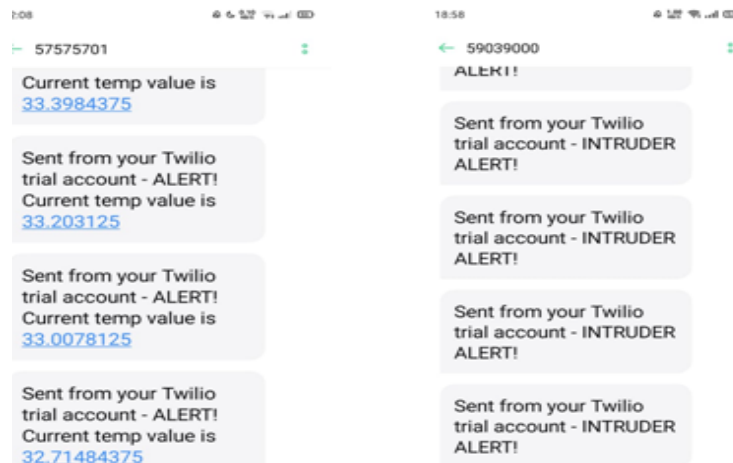 2:08
57575701
Current temp value is
33.3984375
Sent from your Twilio
trial account - ALERT!
Current temp value is
33.203125
Sent from your Twilio
trial account - ALERT!
Current temp value is
33.0078125
Sent from your Twilio
trial account - ALERT!
Current temp value is
32.71484375
18:58
59039000
ALERT!
Sent from your Twilio
trial account - INTRUDER
ALERT!
Sent from your Twilio
trial account - INTRUDER
ALERT!
Sent from your Twilio
trial account - INTRUDER
ALERT!
Sent from your Twilio
trial account - INTRUDER
ALERT!